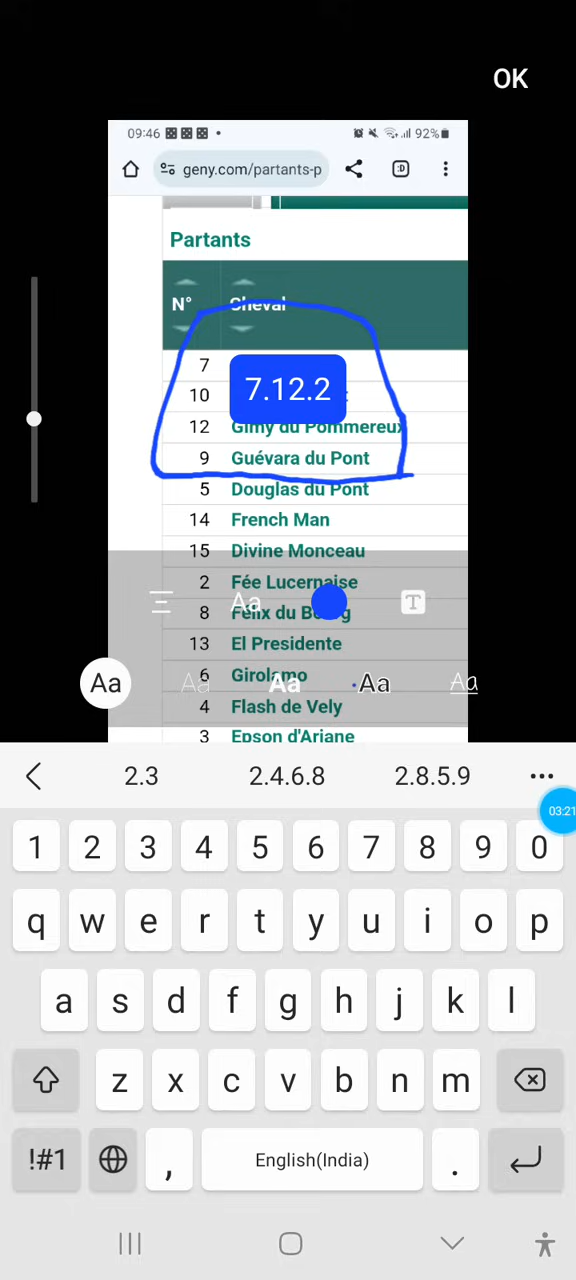 OK
09:46
92%
geny.com/partants-p
:D
Partants
N° Cheval
7
10
7.12.2
12 Gimy du Pommereux
9 Guévara du Pont
5 Douglas du Pont
14 French Man
15 Divine Monceau
2 Fée Lucernaise
Aa T
8 Félix du Bourg
13 El Presidente
6 Girolamo
Aa Aa Aa Aa Aa
4 Flash de Vely
3 Epson d'Ariane
2.3 2.4.6.8 2.8.5.9
03:21
1 2 3 4 5 6 7 8 9 0
q w e r t y u i o p
a s d f g h j k l
z x c v b n m
!#1 , English(India) .